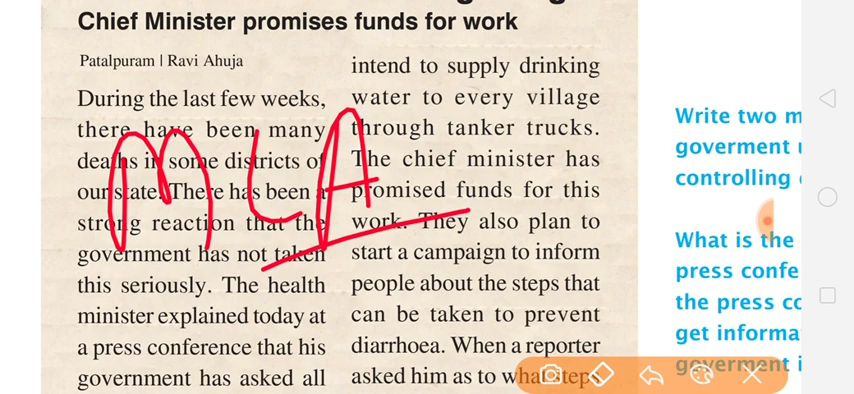 Chief Minister promises funds for work
Patalpuram | Ravi Ahuja
During the last few weeks,
there have been many
deaths in some districts of
our state. There has been a
strong reaction that the
government has not taken
this seriously. The health
minister explained today at
a press conference that his
government has asked all
intend to supply drinking
water to every village
through tanker trucks.
The chief minister has
promised funds for this
work. They also plan to
start a campaign to inform
people about the steps that
can be taken to prevent
diarrhoea. When a reporter
asked him as to what steps
MLA
Write two m
goverment
controlling
What is the
press confe
the press co
get informa
goverment i